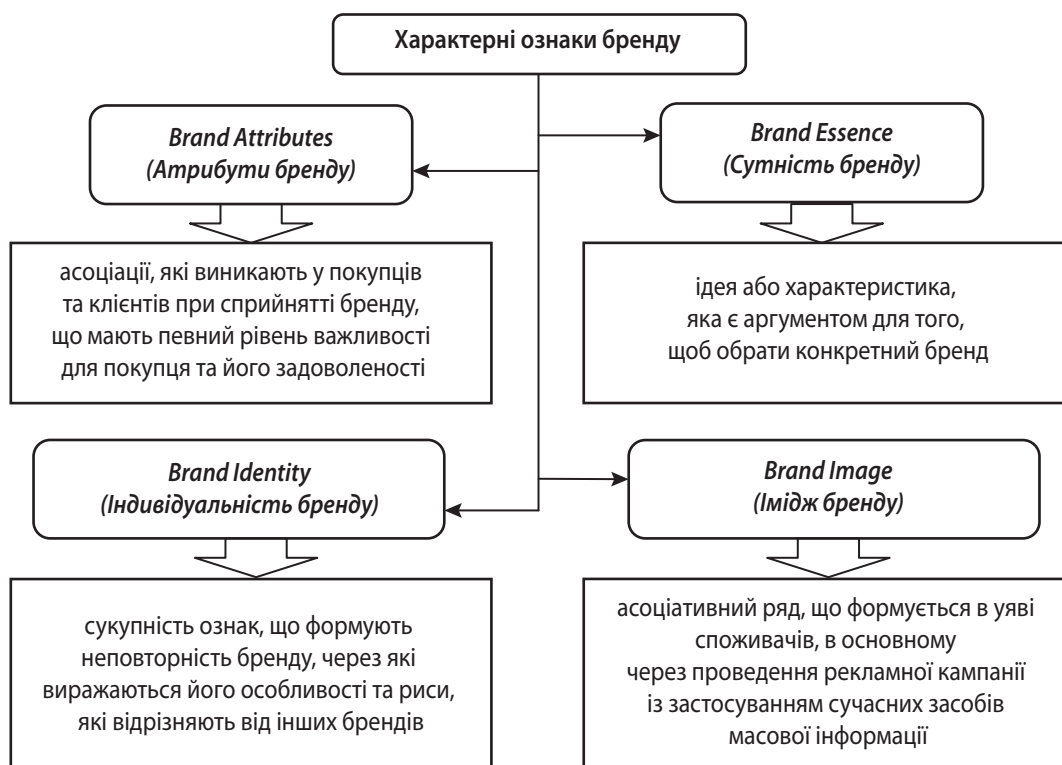 Характерні ознаки бренду
Brand Attributes
(Атрибути бренду)
Brand Essence
(Сутність бренду)
асоціації, які виникають у покупців
та клієнтів при сприйнятті бренду,
що мають певний рівень важливості
для покупця та його задоволеності
ідея або характеристика,
яка є аргументом для того,
щоб обрати конкретний бренд
Brand Identity
(Індивідуальність бренду)
Brand Image
(Імідж бренду)
сукупність ознак, що формують
неповторність бренду, через які
виражаються його особливості та риси,
які відрізняють від інших брендів
асоціативний ряд, що формується в уяві
споживачів, в основному
через проведення рекламної кампанії
із застосуванням сучасних засобів
масової інформації